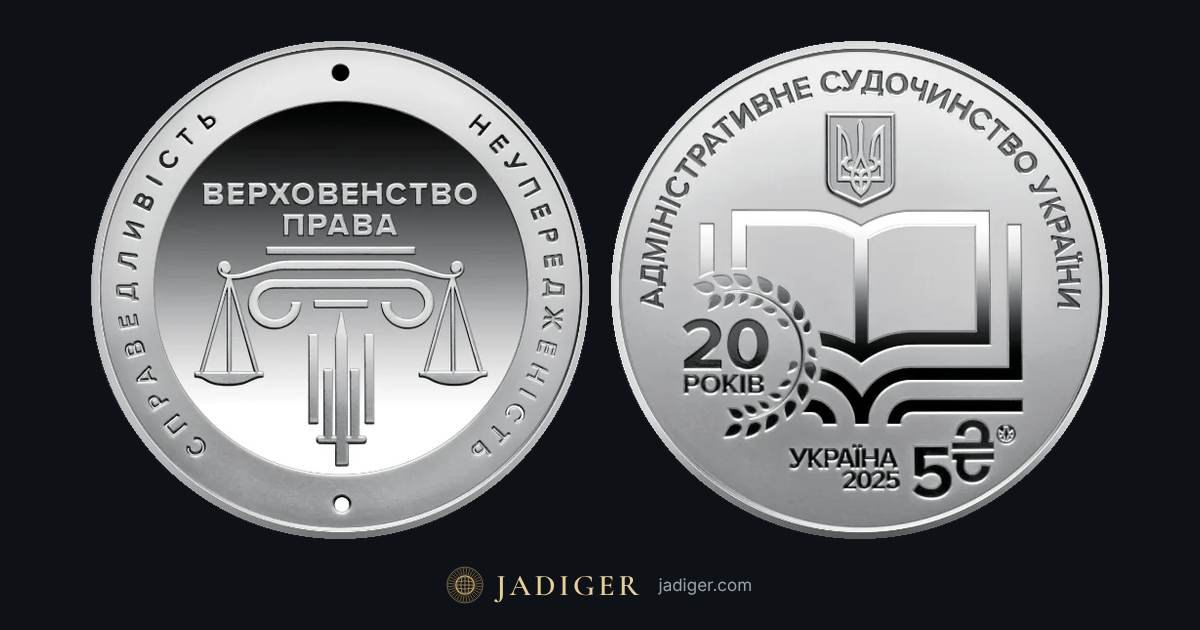 СПРАВЕДЛИВІСТЬ
НЕУПЕРЕДЖЕНІСТЬ
ВЕРХОВЕНСТВО
ПРАВА
АДМІНІСТРАТИВНЕ СУДОЧИНСТВО УКРАЇНИ
20
РОКІВ
УКРАЇНА
2025
5₴
JADIGER
jadiger.com